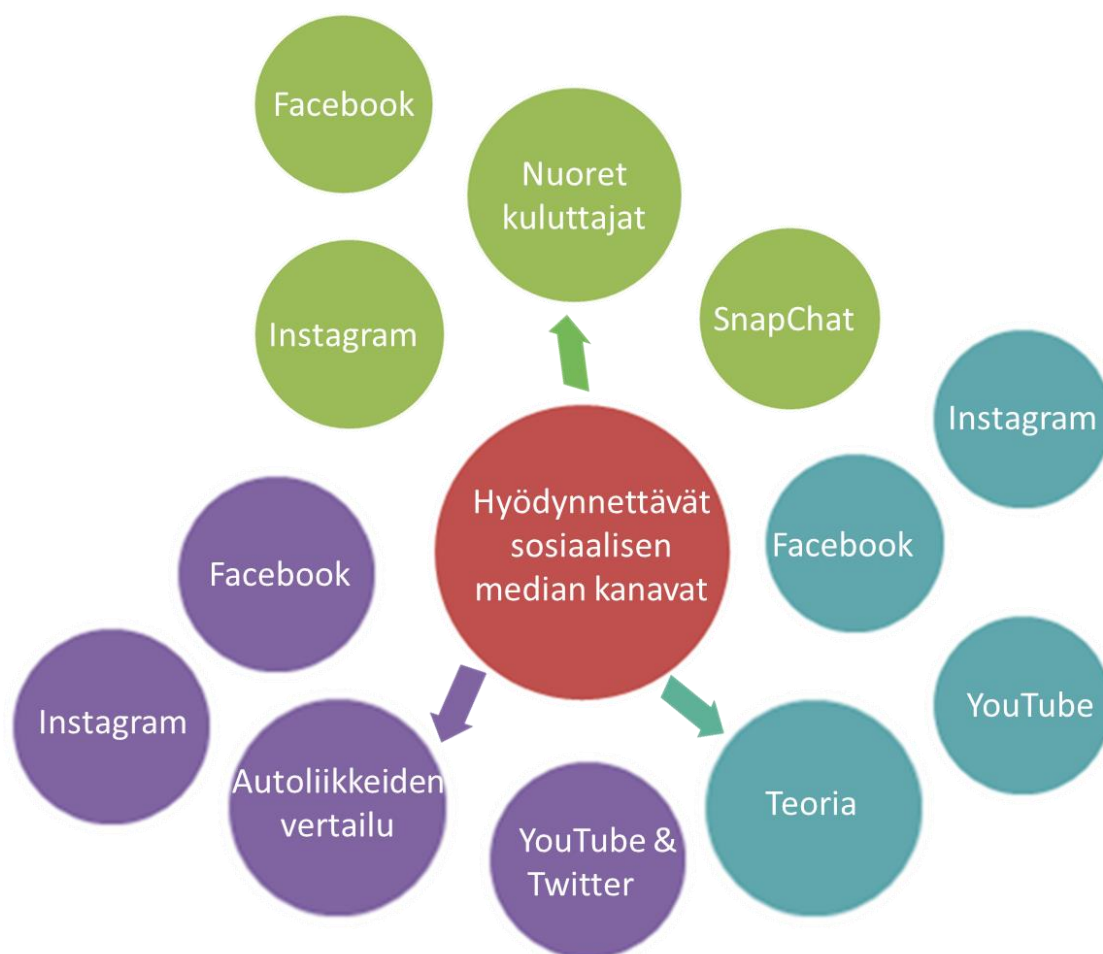 Facebook
Nuoret
kuluttajat
Instagram
SnapChat
Instagram
Hyödynnettävät
sosiaalisen
median kanavat
Facebook
Facebook
Instagram
YouTube
Autoliikkeiden
vertailu
Teoria
YouTube &
Twitter